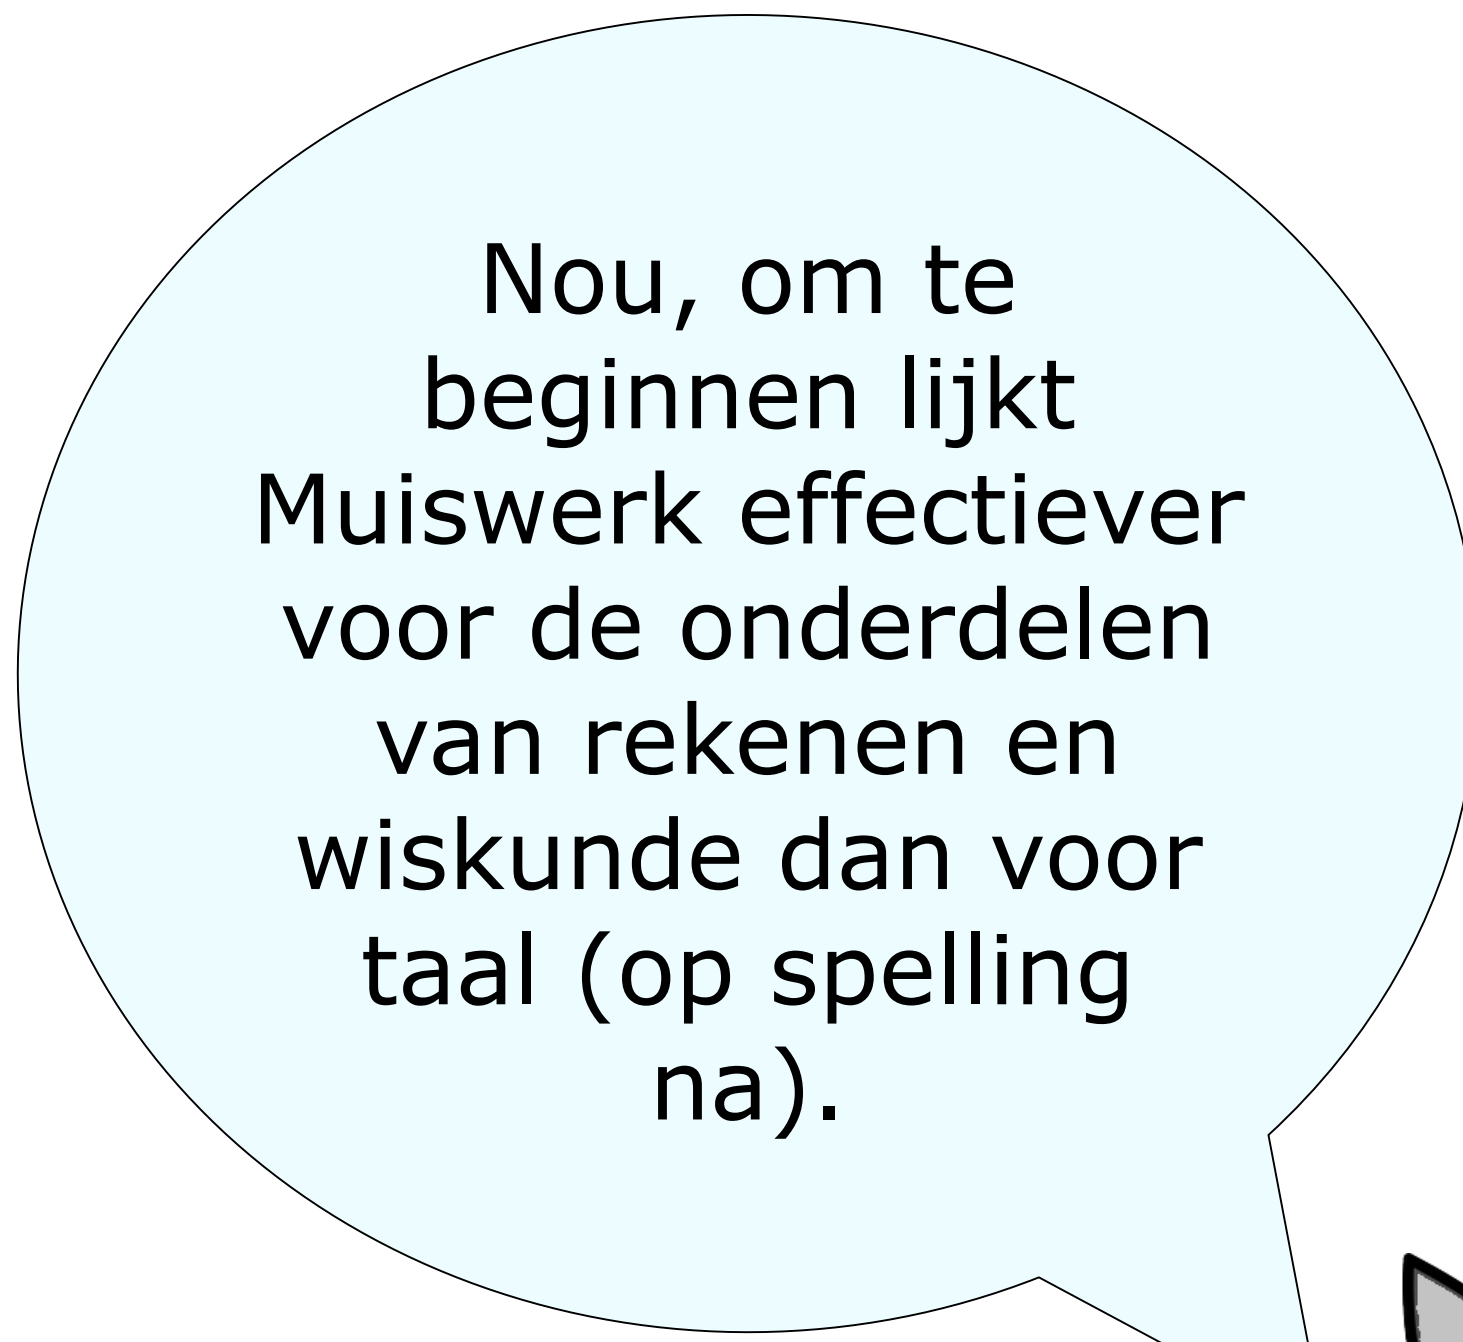 Nou, om te
beginnen lijkt
Muiswerk effectiever
voor de onderdelen
van rekenen en
wiskunde dan voor
taal (op spelling
na).